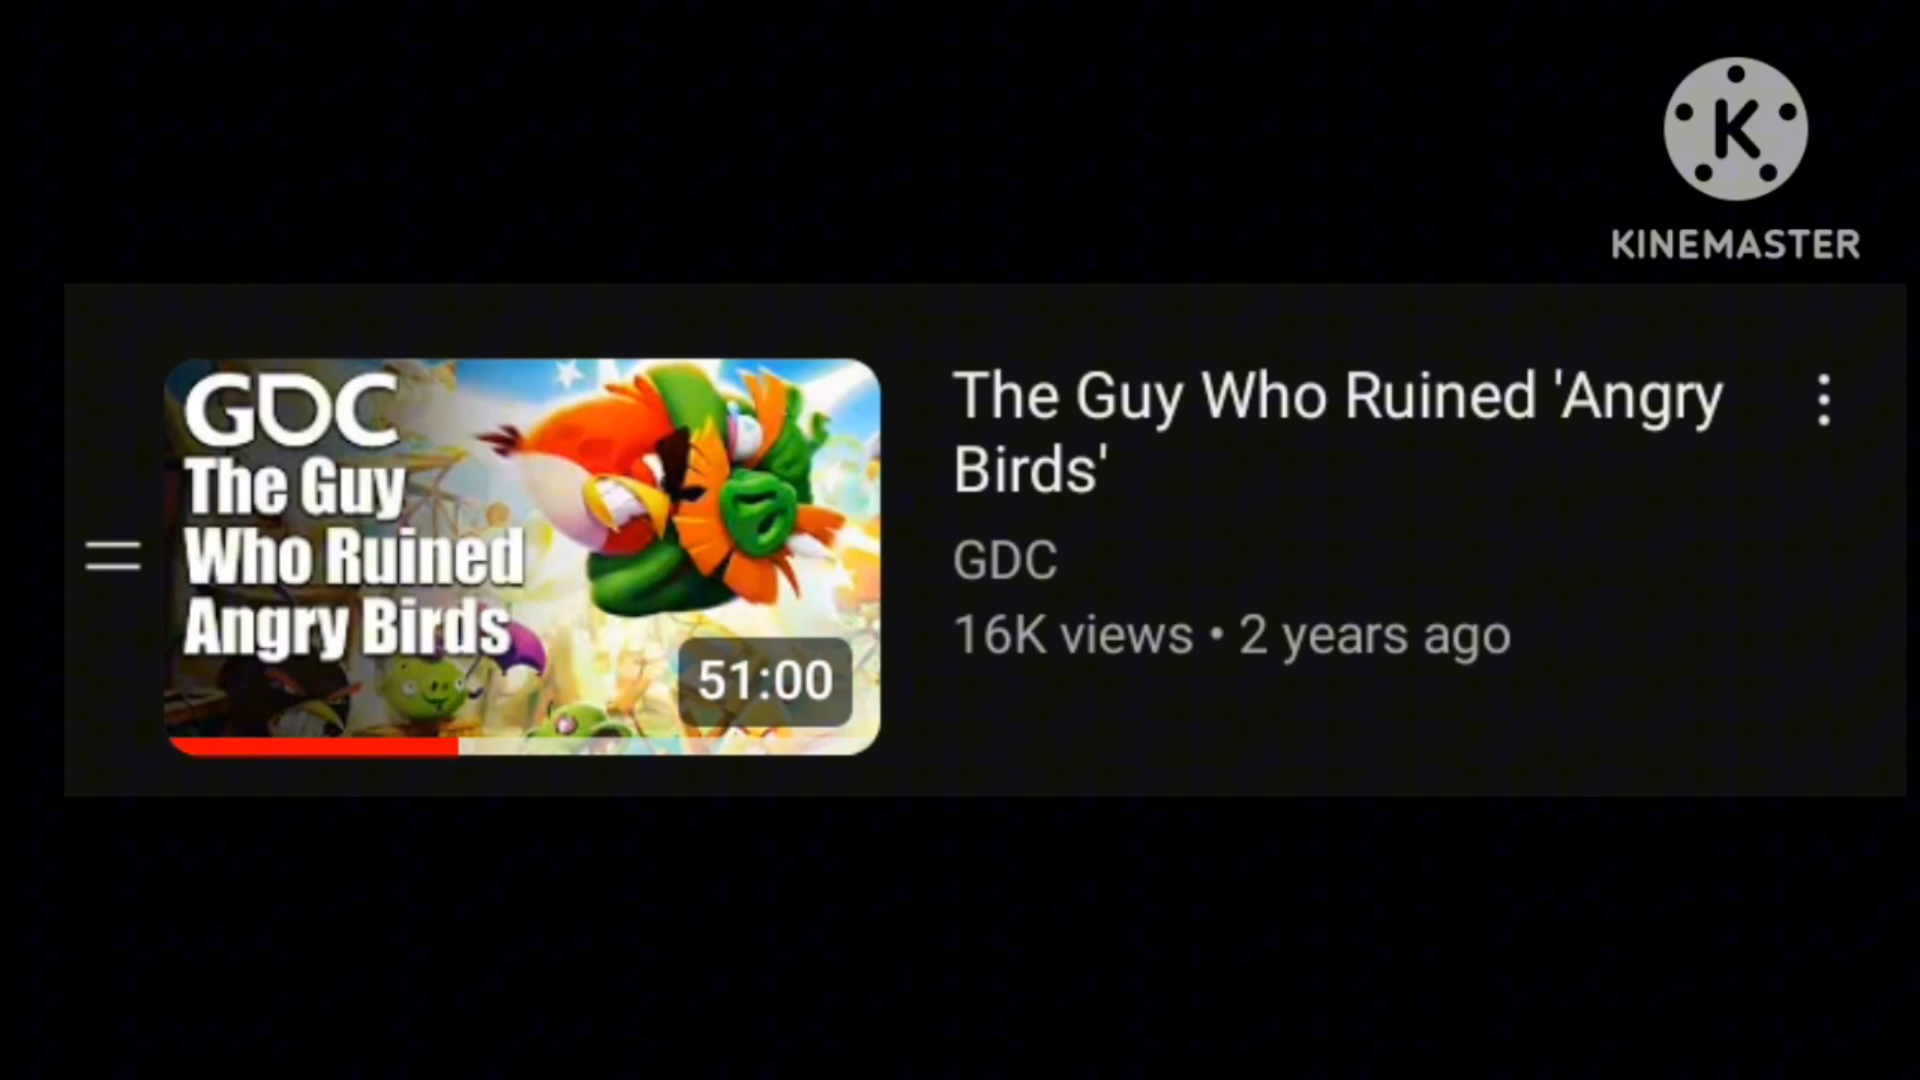 K
KINEMASTER
GDC
The Guy
Who Ruined
Angry Birds
51:00
The Guy Who Ruined 'Angry
Birds'
GDC
16K views • 2 years ago